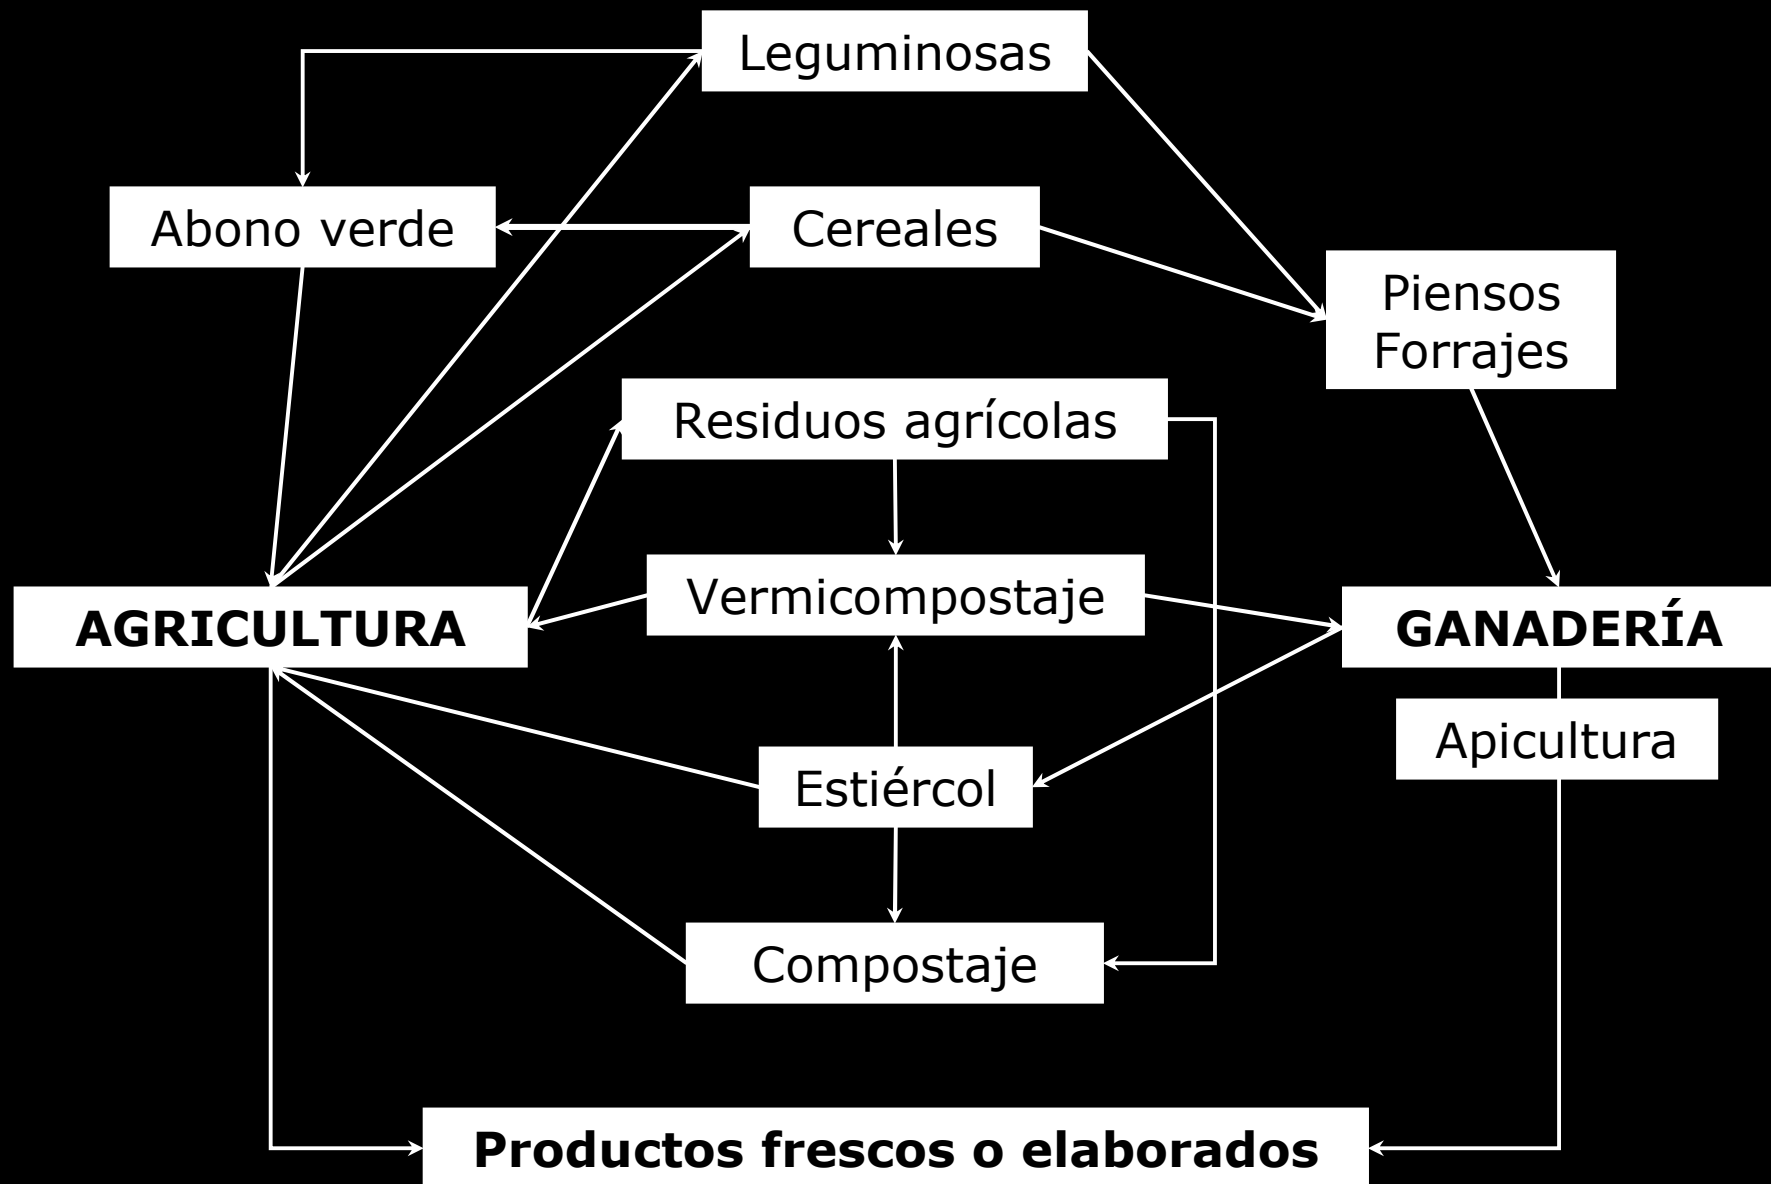 Leguminosas
Abono verde
Cereales
Piensos
Forrajes
Residuos agrícolas
Vermicompostaje
AGRICULTURA
GANADERÍA
Apicultura
Estiércol
Compostaje
Productos frescos o elaborados